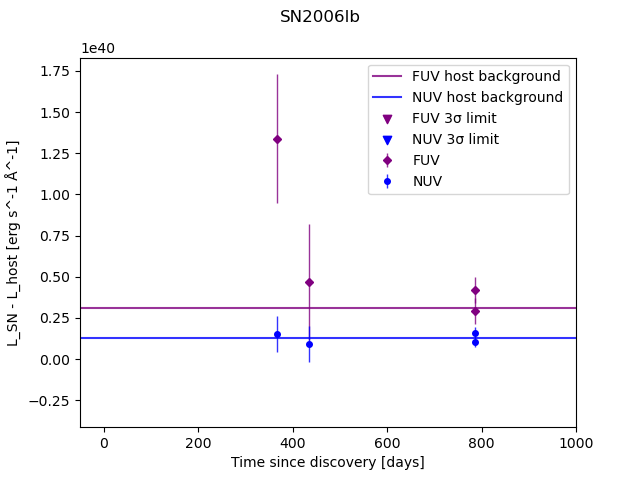 SN2006lb
1e40
FUV host background
NUV host background
FUV 3σ limit
NUV 3σ limit
FUV
NUV
1.75
1.50
1.25
1.00
0.75
0.50
0.25
0.00
−0.25
L_SN - L_host [erg s^-1 Å^-1]
0
200
400
600
800
1000
Time since discovery [days]